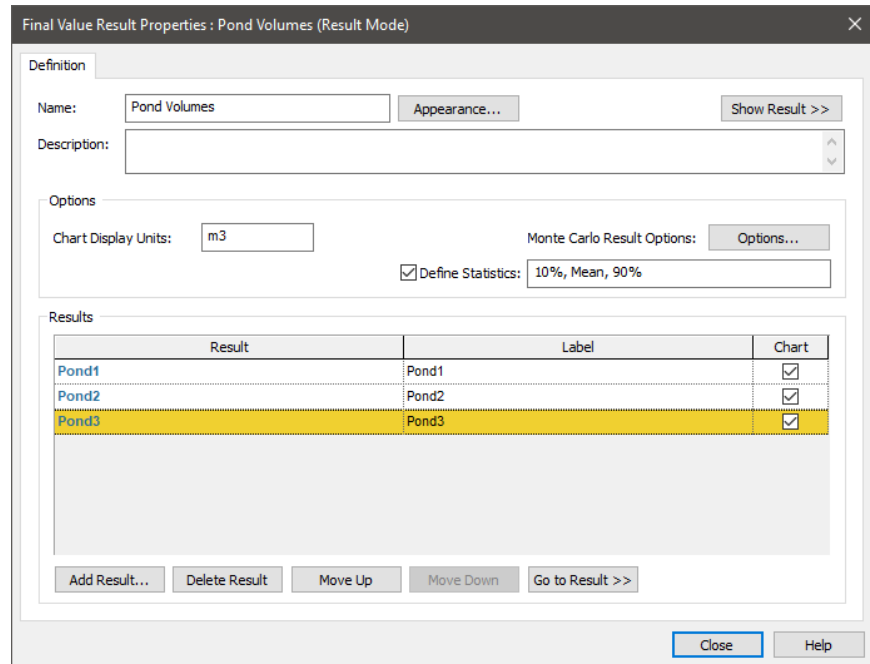 Final Value Result Properties : Pond Volumes (Result Mode)
Definition
Name: Pond Volumes Appearance... Show Result >>
Description:
Options
Chart Display Units: m3 Monte Carlo Result Options: Options...
Define Statistics: 10%, Mean, 90%
Results
Result Label Chart
Pond1 Pond1
Pond2 Pond2
Pond3 Pond3
Add Result... Delete Result Move Up Move Down Go to Result >>
Close Help